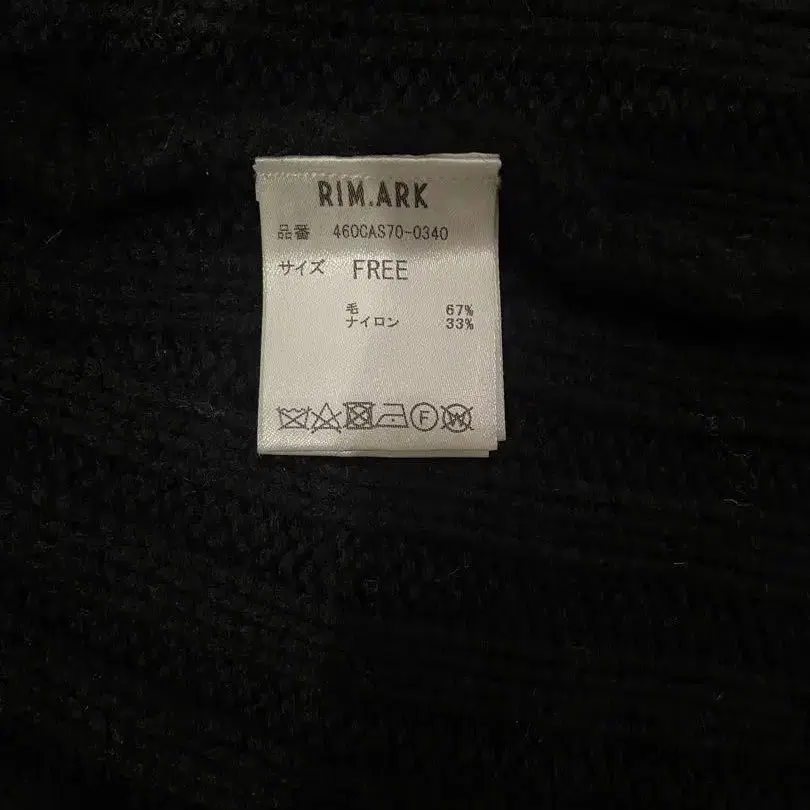 RIM.ARK
品番 460CAS70-0340
サイズ FREE
毛 67%
ナイロン 33%
F W